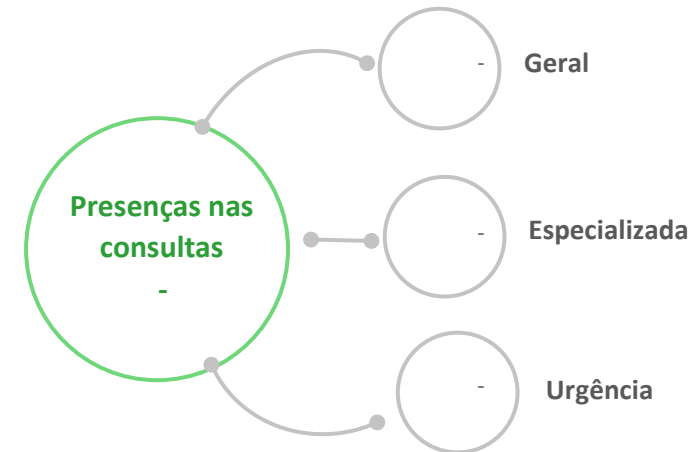 - Geral
Presenças nas
consultas
-
- Especializada
- Urgência